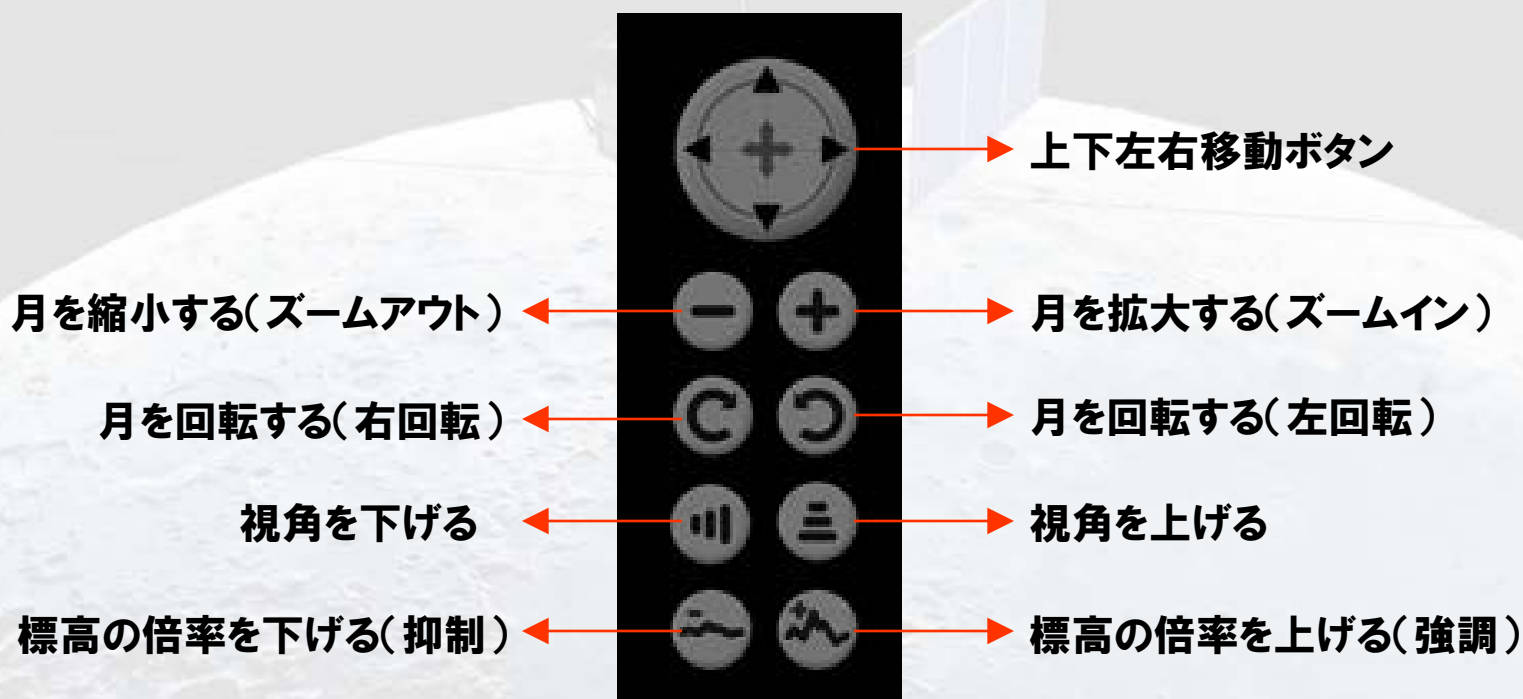 上下左右移動ボタン
月を縮小する(ズームアウト)
月を拡大する(ズームイン)
月を回転する(右回転)
月を回転する(左回転)
視角を下げる
視角を上げる
標高の倍率を下げる(抑制)
標高の倍率を上げる(強調)